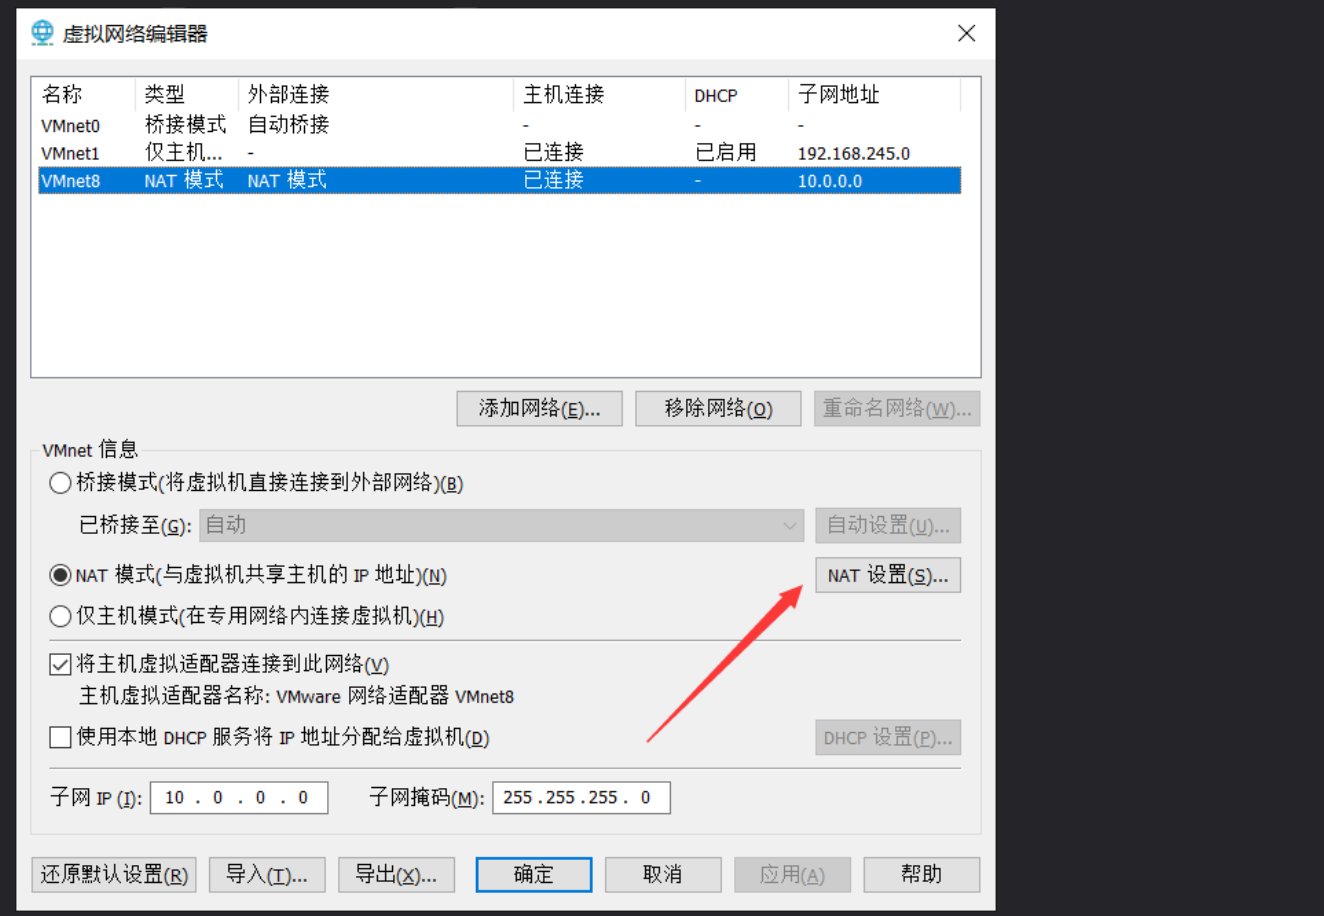 虚拟网络编辑器
名称 类型 外部连接 主机连接 DHCP 子网地址
VMnet0 桥接模式 自动桥接 - - -
VMnet1 仅主机... - 已连接 已启用 192.168.245.0
VMnet8 NAT 模式 NAT 模式 已连接 - 10.0.0.0
添加网络(E)... 移除网络(O) 重命名网络(W)...
VMnet 信息
桥接模式(将虚拟机直接连接到外部网络)(B)
已桥接至(G): 自动 自动设置(U)...
NAT 模式(与虚拟机共享主机的 IP 地址)(N) NAT 设置(S)...
仅主机模式(在专用网络内连接虚拟机)(H)
将主机虚拟适配器连接到此网络(V)
主机虚拟适配器名称: VMware 网络适配器 VMnet8
使用本地 DHCP 服务将 IP 地址分配给虚拟机(D) DHCP 设置(P)...
子网 IP (I): 10 . 0 . 0 . 0 子网掩码(M): 255 . 255 . 255 . 0
还原默认设置(R) 导入(T)... 导出(X)... 确定 取消 应用(A) 帮助